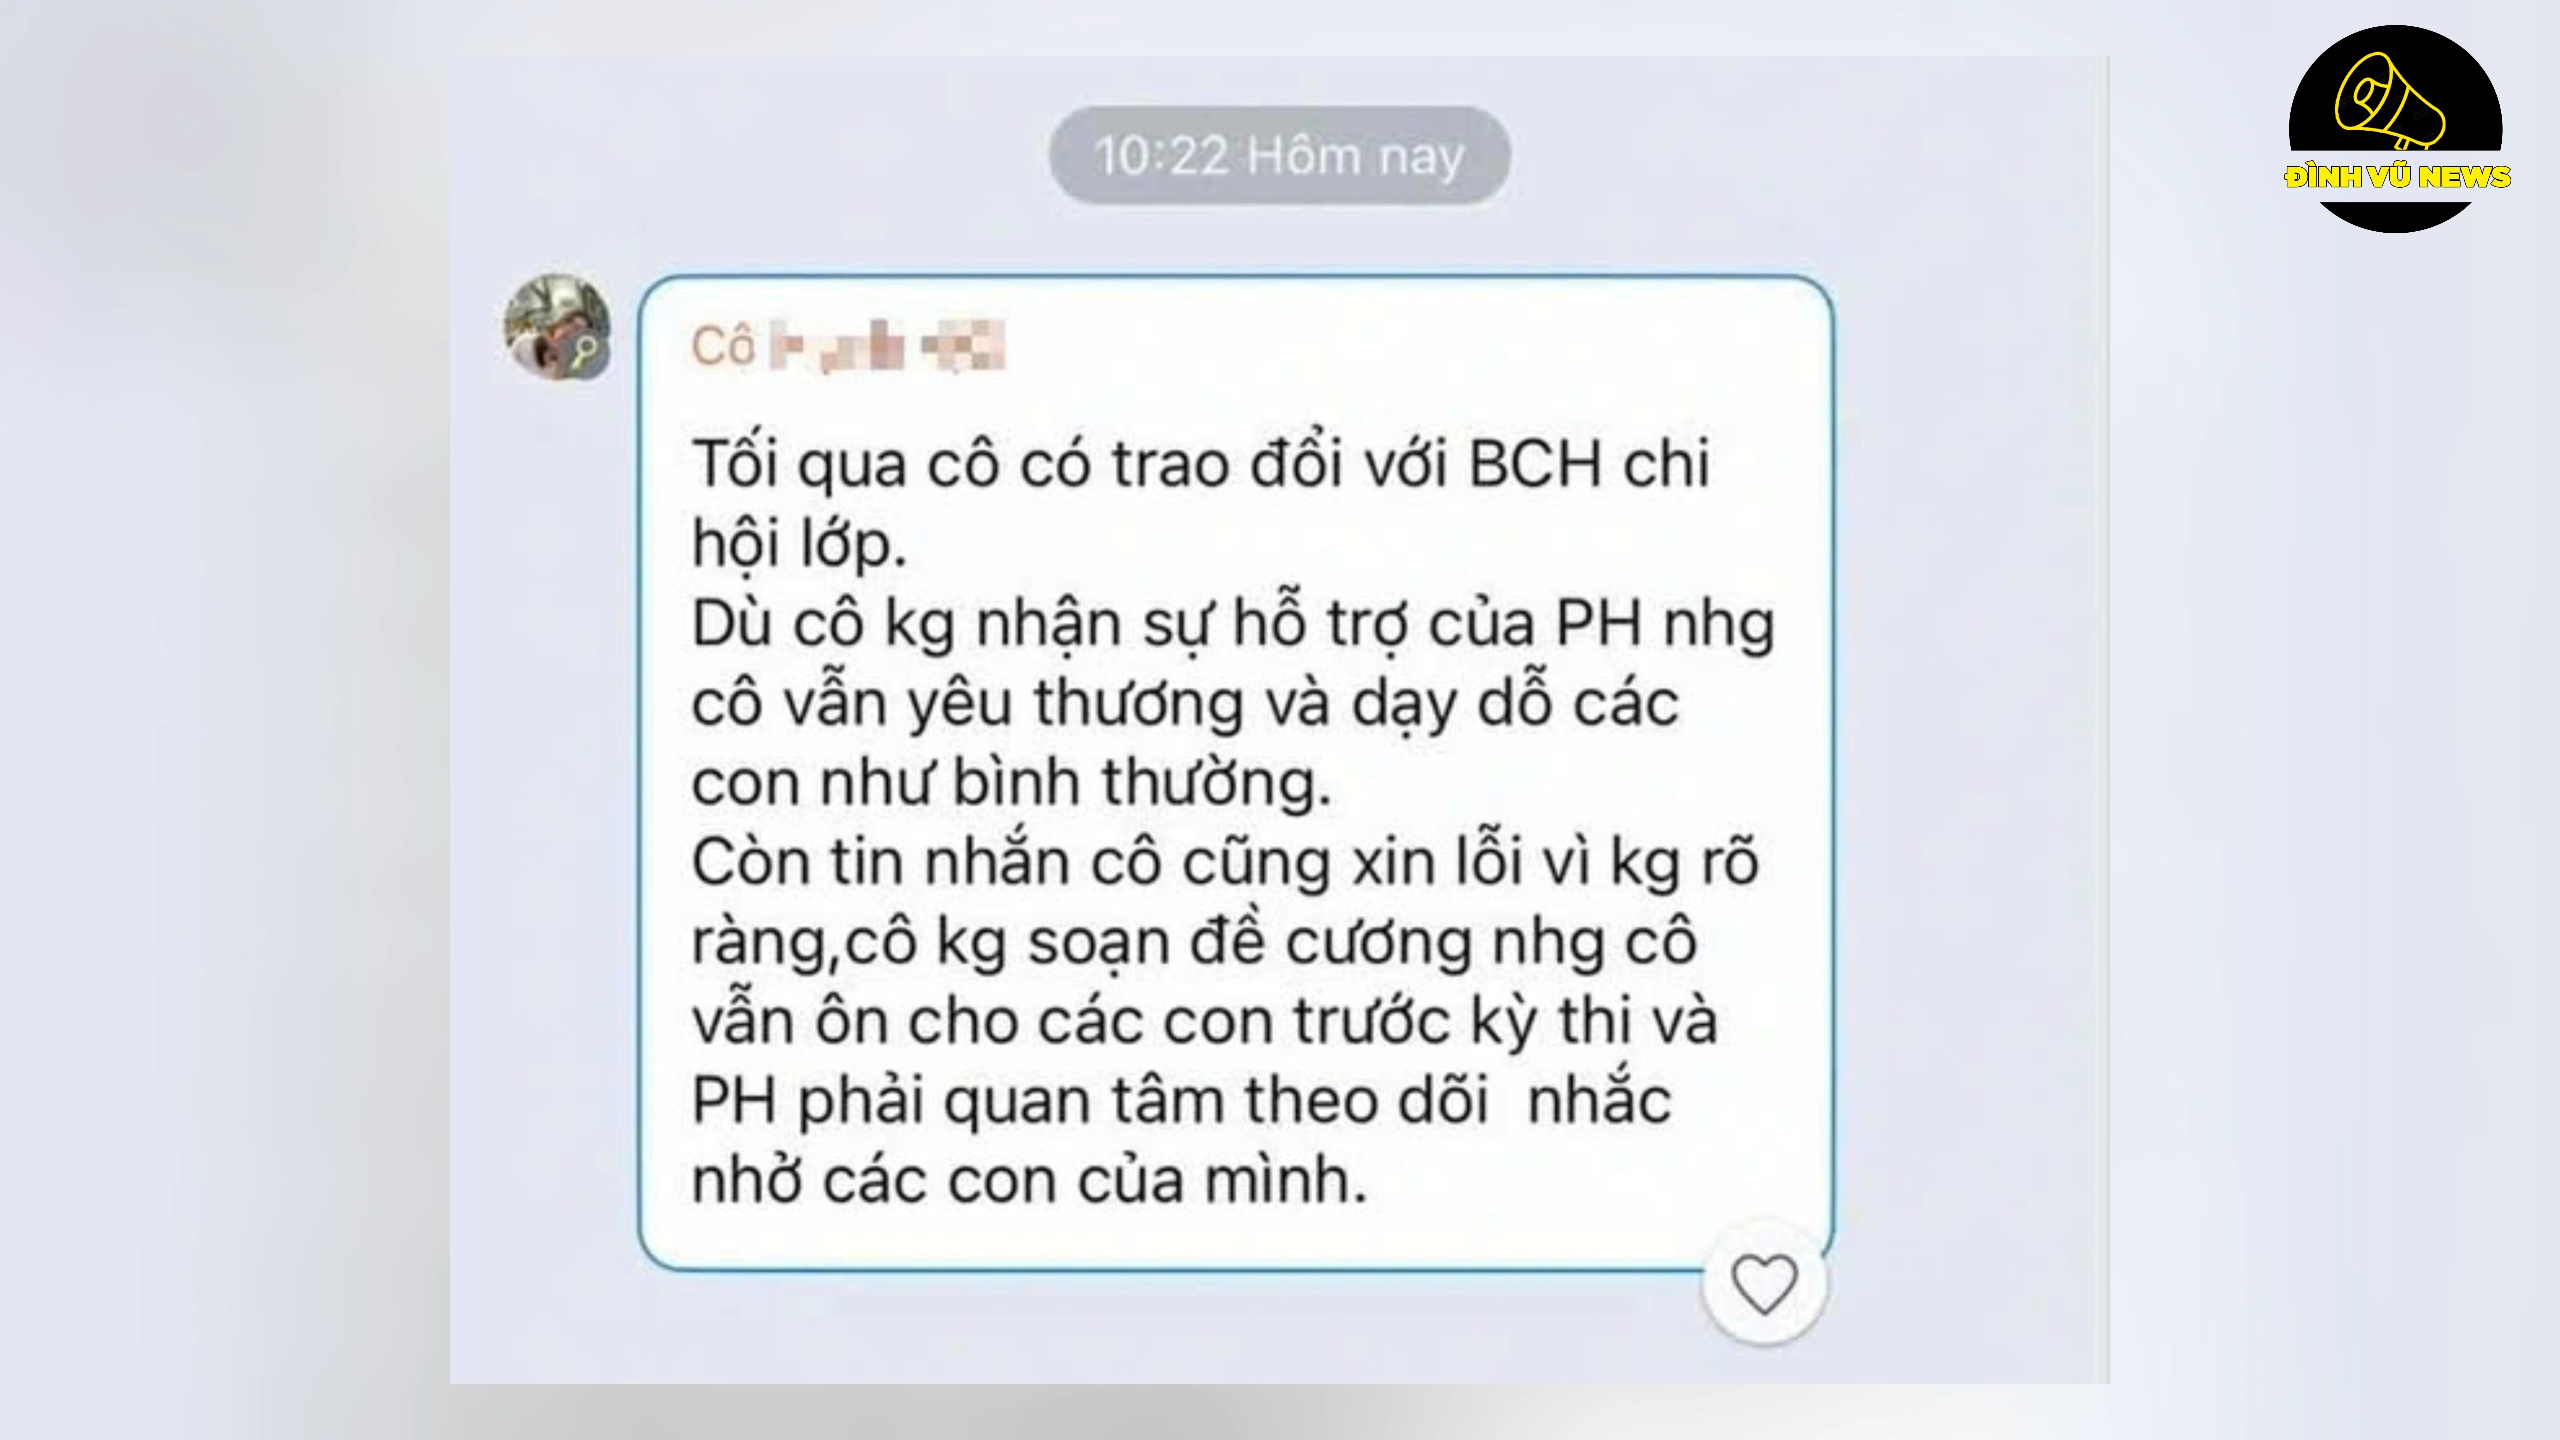 10:22 Hôm nay
ĐÌNH VŨ NEWS
Cô
Tối qua cô có trao đổi với BCH chi
hội lớp.
Dù cô kg nhận sự hỗ trợ của PH nhg
cô vẫn yêu thương và dạy dỗ các
con như bình thường.
Còn tin nhắn cô cũng xin lỗi vì kg rõ
ràng,cô kg soạn đề cương nhg cô
vẫn ôn cho các con trước kỳ thi và
PH phải quan tâm theo dõi  nhắc
nhở các con của mình.